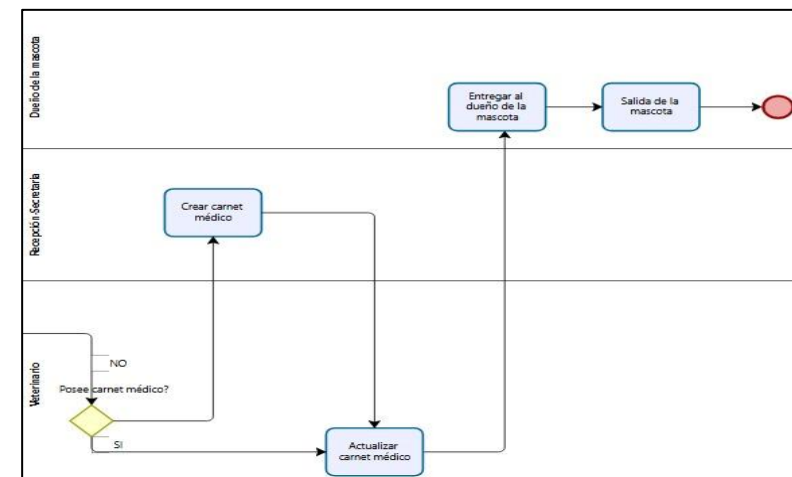 Dueño de la mascota
Entregar al
dueño de la
mascota
Salida de la
mascota
Recepción-Secretaria
Crear carnet
médico
Veterinario
NO
Posee carnet médico?
SI
Actualizar
carnet médico